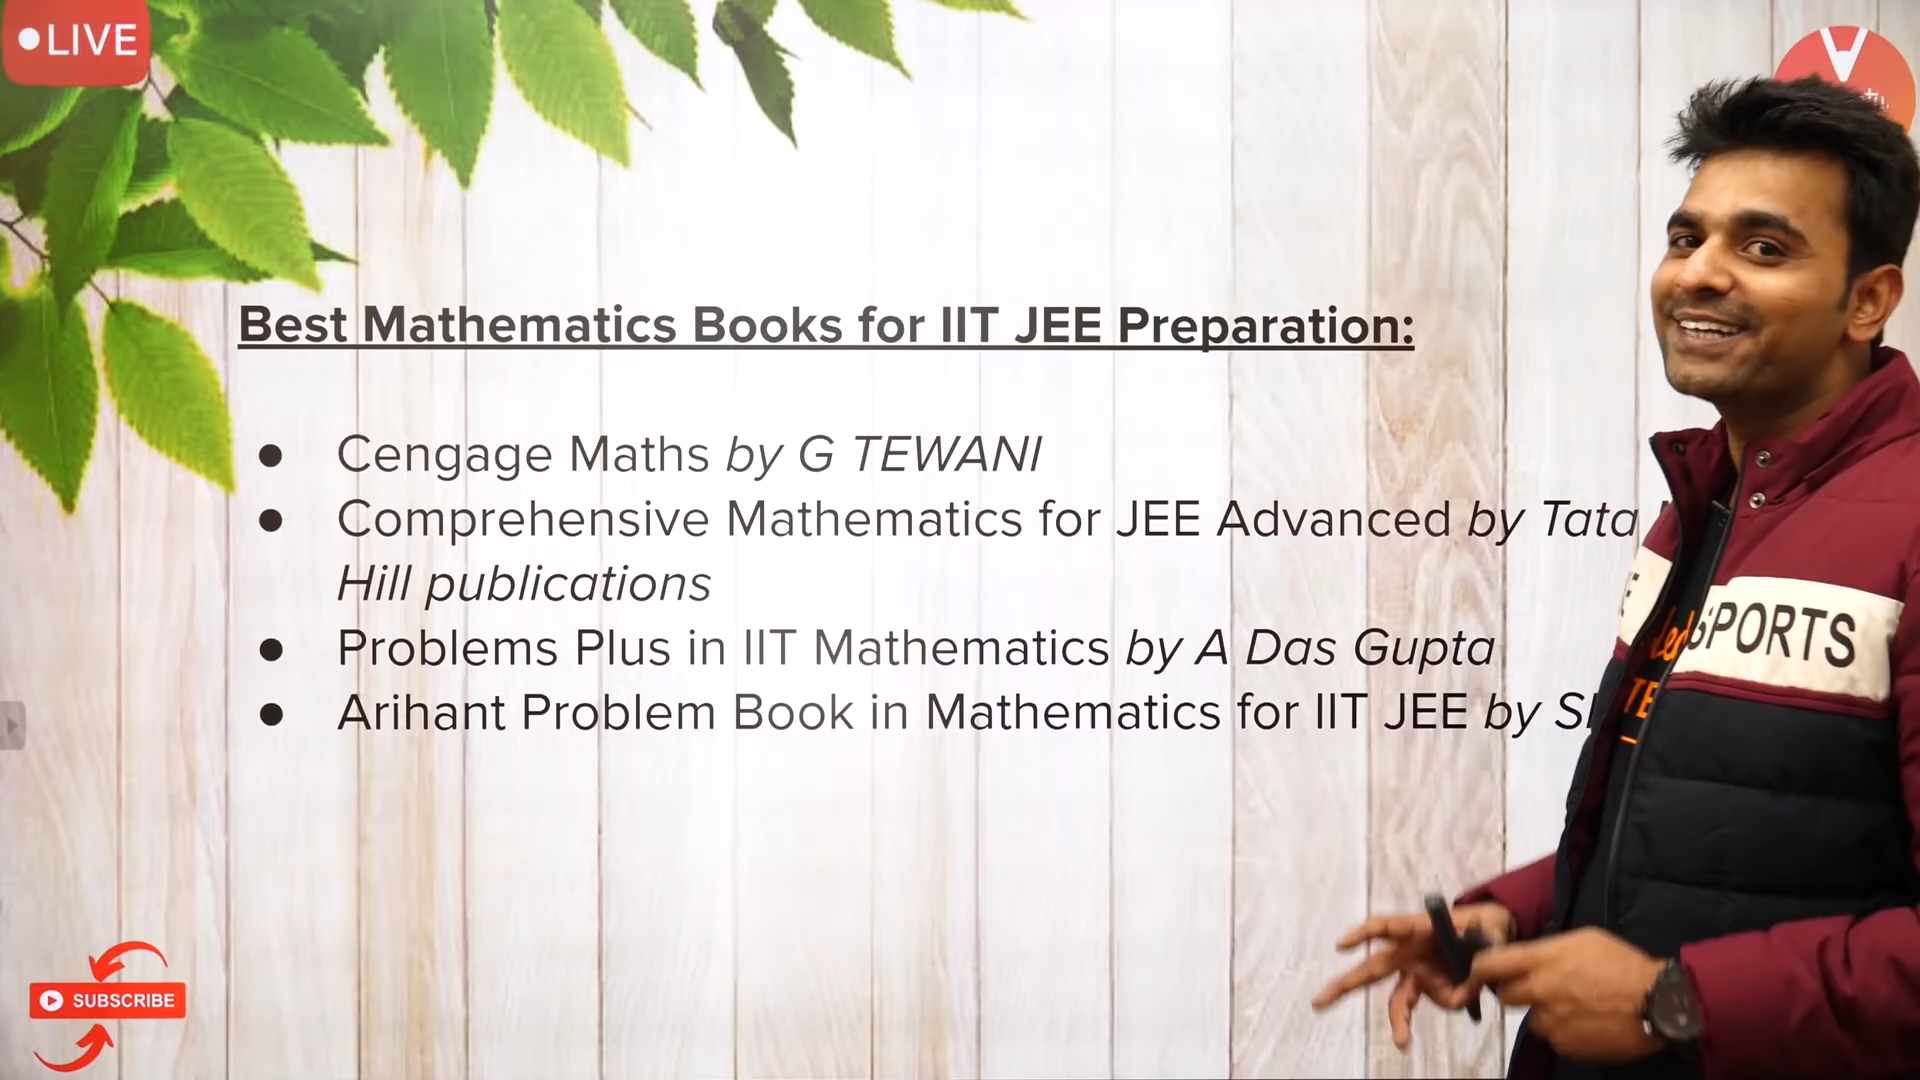 LIVE
Best Mathematics Books for IIT JEE Preparation:
● Cengage Maths by G TEWANI
● Comprehensive Mathematics for JEE Advanced by Tata
Hill publications
● Problems Plus in IIT Mathematics by A Das Gupta
● Arihant Problem Book in Mathematics for IIT JEE by
SPORTS
SUBSCRIBE